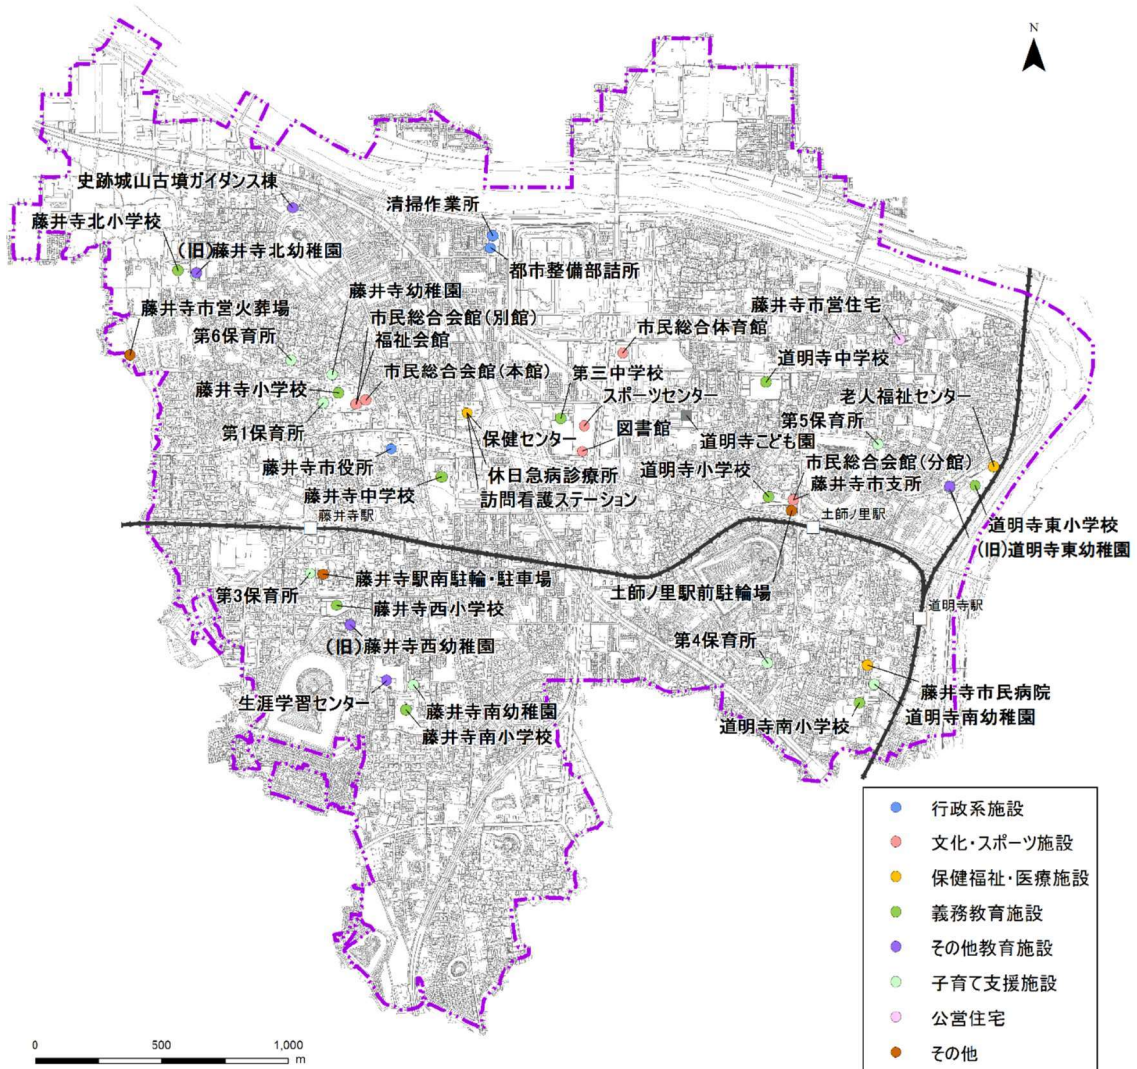 N
史跡城山古墳ガイダンス棟
清掃作業所
藤井寺北小学校
(旧)藤井寺北幼稚園
都市整備部詰所
藤井寺幼稚園
藤井寺市営火葬場
市民総合会館(別館)
福祉会館
藤井寺市営住宅
第6保育所
市民総合体育館
市民総合会館(本館)
第三中学校
道明寺中学校
藤井寺小学校
スポーツセンター
老人福祉センター
第1保育所
保健センター
図書館
道明寺こども園
第5保育所
藤井寺市役所
休日急病診療所
道明寺小学校
市民総合会館(分館)
藤井寺中学校
訪問看護ステーション
藤井寺市支所
藤井寺駅
土師ノ里駅
道明寺東小学校
(旧)道明寺東幼稚園
第3保育所
藤井寺駅南駐輪・駐車場
土師ノ里駅前駐輪場
藤井寺西小学校
道明寺駅
(旧)藤井寺西幼稚園
第4保育所
生涯学習センター
藤井寺南幼稚園
藤井寺市民病院
藤井寺南小学校
道明寺南小学校
道明寺南幼稚園
行政系施設
文化・スポーツ施設
保健福祉・医療施設
義務教育施設
その他教育施設
子育て支援施設
公営住宅
その他
0 500 1,000
m